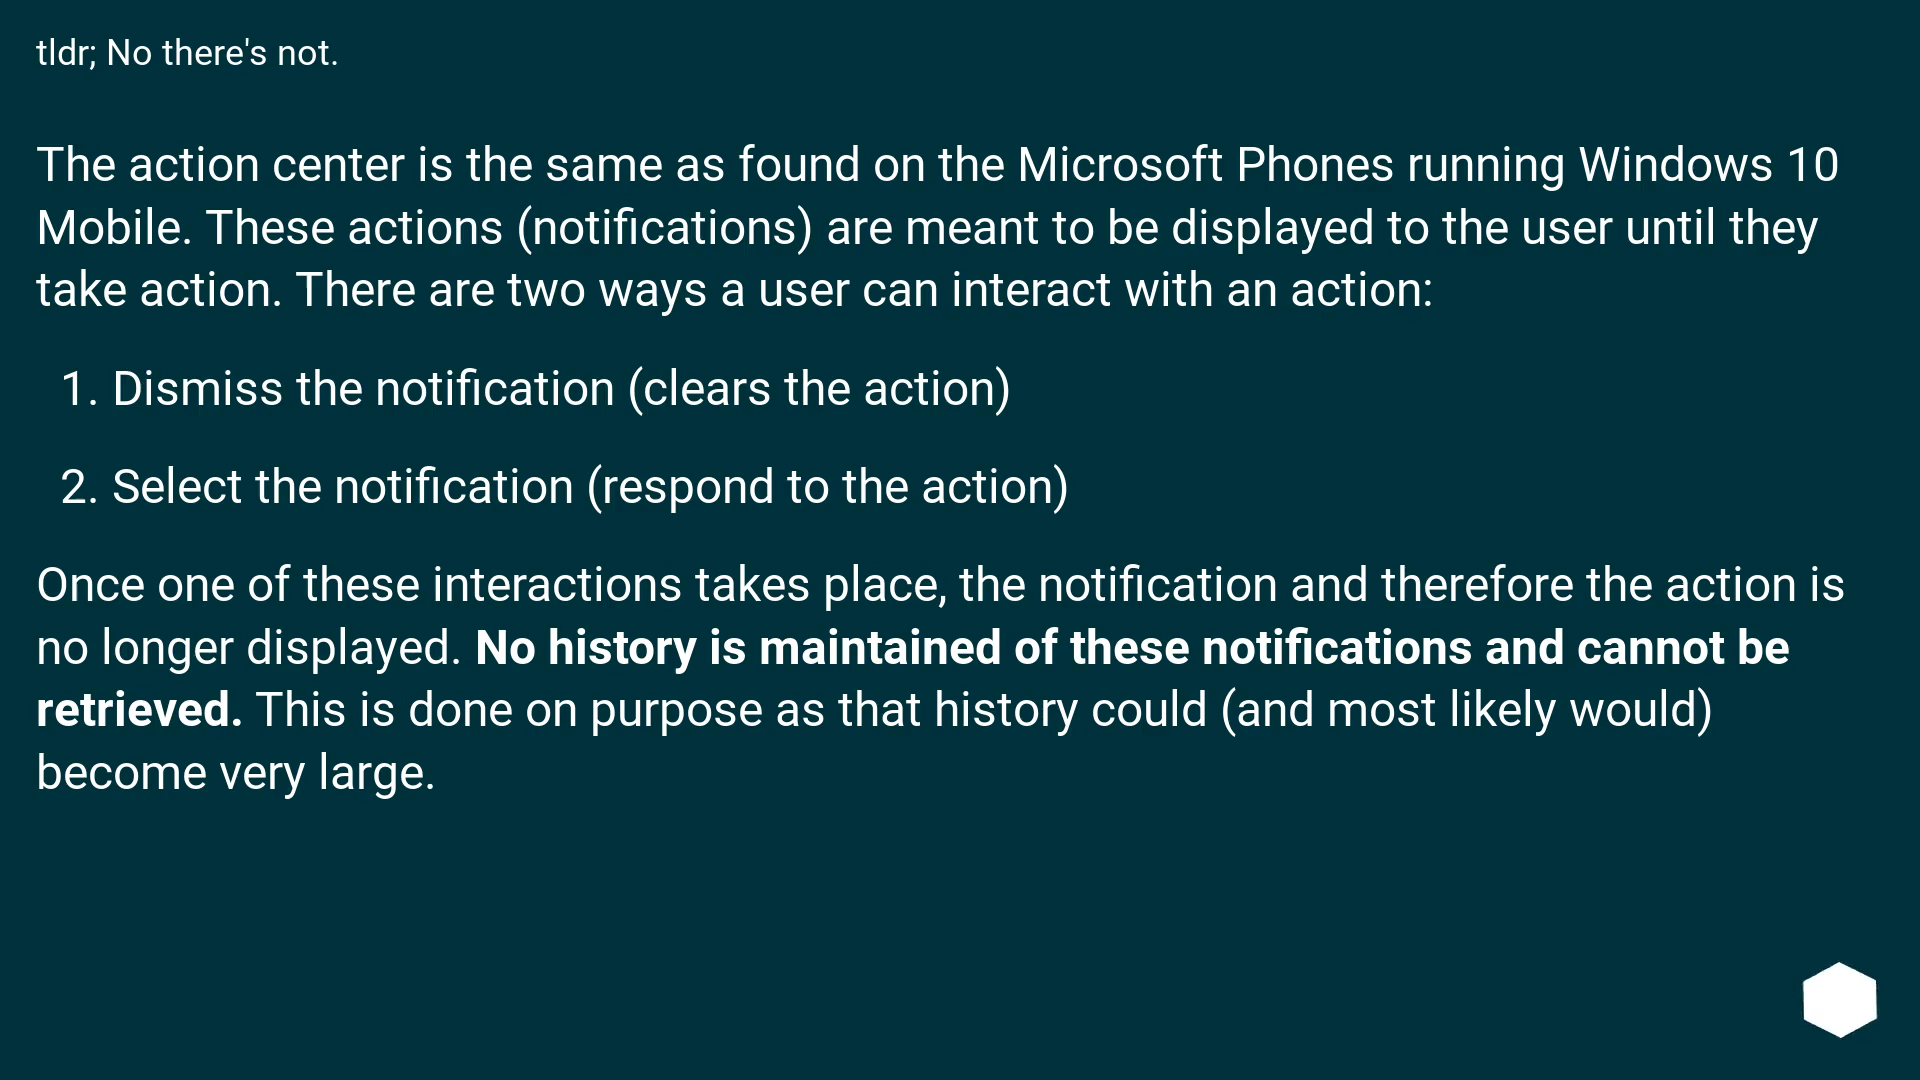 tldr; No there's not.
The action center is the same as found on the Microsoft Phones running Windows 10
Mobile. These actions (notifications) are meant to be displayed to the user until they
take action. There are two ways a user can interact with an action:
1. Dismiss the notification (clears the action)
2. Select the notification (respond to the action)
Once one of these interactions takes place, the notification and therefore the action is
no longer displayed. No history is maintained of these notifications and cannot be
retrieved. This is done on purpose as that history could (and most likely would)
become very large.